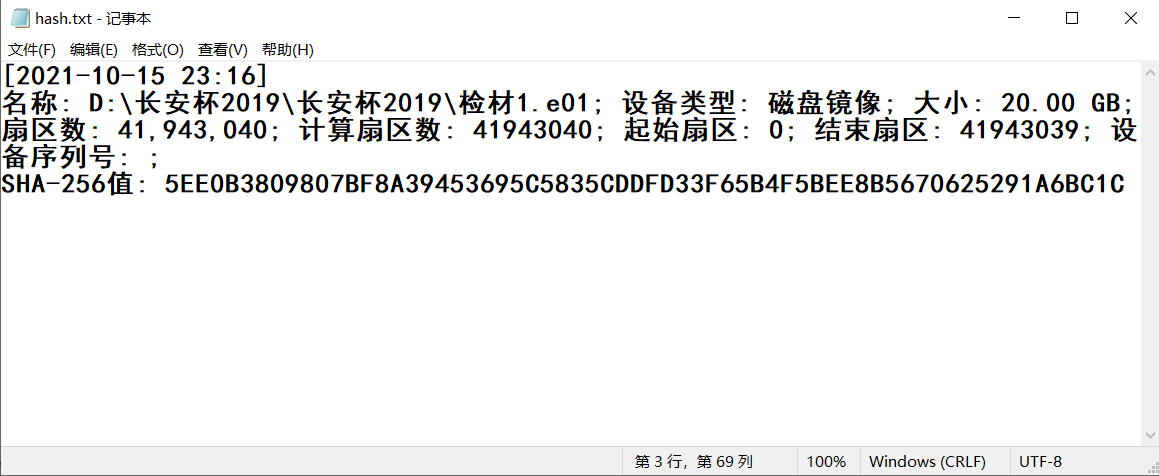 hash.txt - 记事本
文件(F) 编辑(E) 格式(O) 查看(V) 帮助(H)
[2021-10-15 23:16]
名称: D:\长安杯2019\长安杯2019\检材1.e01; 设备类型: 磁盘镜像; 大小: 20.00 GB;
扇区数: 41,943,040; 计算扇区数: 41943040; 起始扇区: 0; 结束扇区: 41943039; 设
备序列号: ;
SHA-256值: 5EE0B3809807BF8A39453695C5835CDDFD33F65B4F5BEE8B5670625291A6BC1C
第 3 行，第 69 列 100% Windows (CRLF) UTF-8